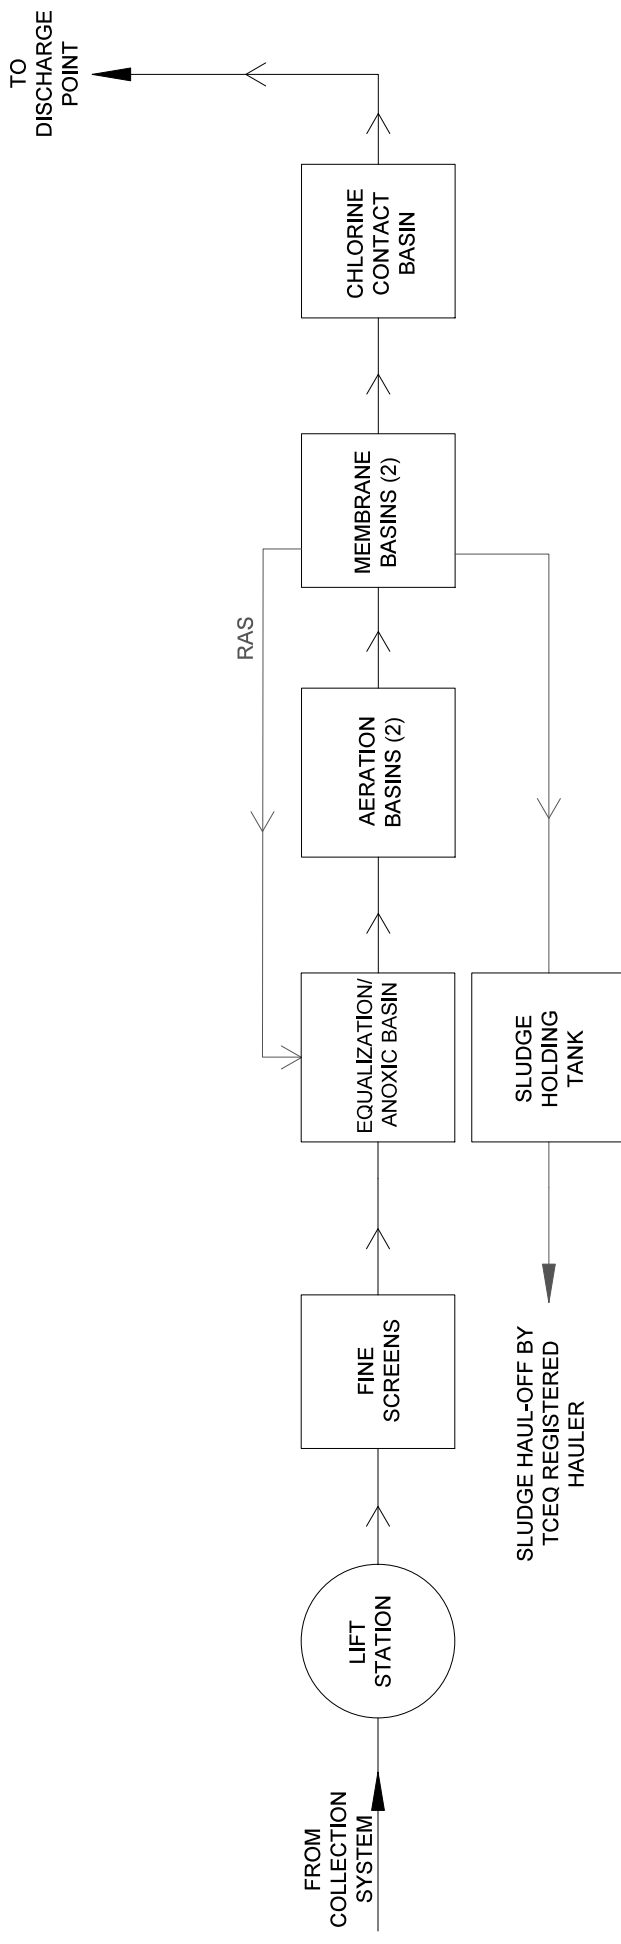 FROM
COLLECTION
SYSTEM
LIFT
STATION
FINE
SCREENS
EQUALIZATION/
ANOXIC BASIN
AERATION
BASINS (2)
MEMBRANE
BASINS (2)
CHLORINE
CONTACT
BASIN
TO
DISCHARGE
POINT
RAS
SLUDGE
HOLDING
TANK
SLUDGE HAUL-OFF BY
TCEQ REGISTERED
HAULER